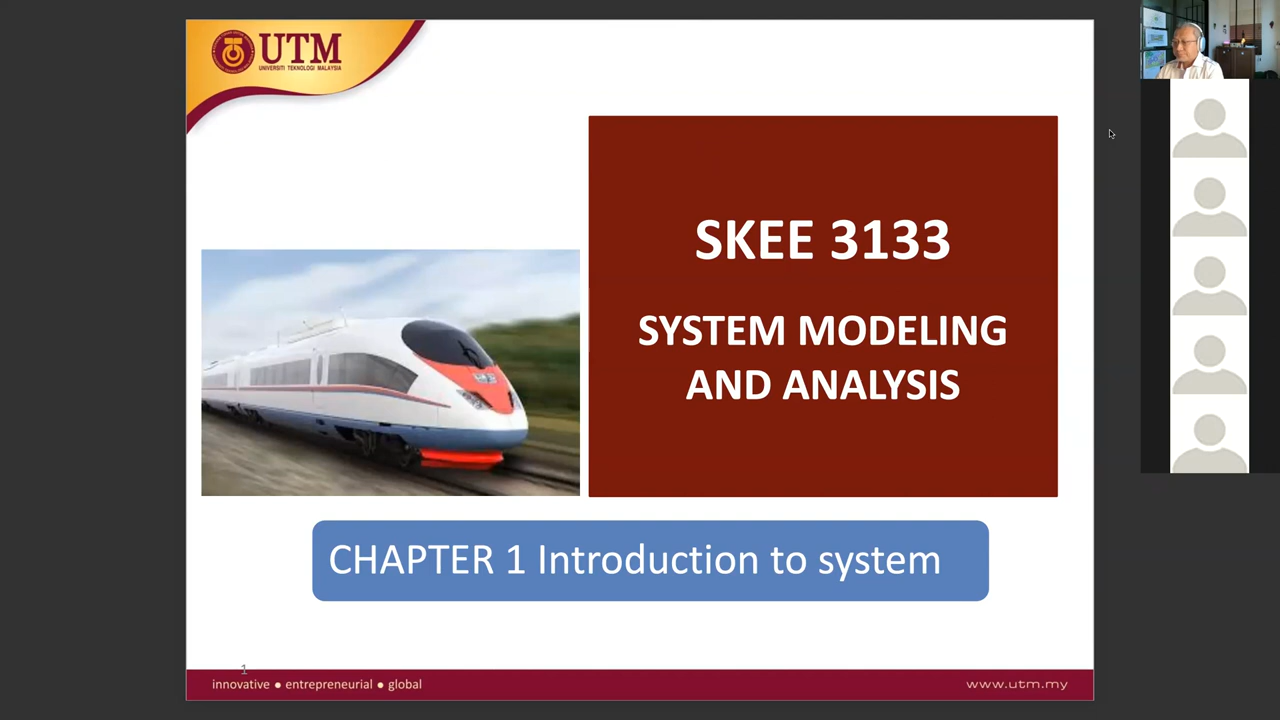 UTM
UNIVERSITI TEKNOLOGI MALAYSIA
SKEE 3133
SYSTEM MODELING
AND ANALYSIS
CHAPTER 1 Introduction to system
1
innovative ● entrepreneurial ● global
www.utm.my